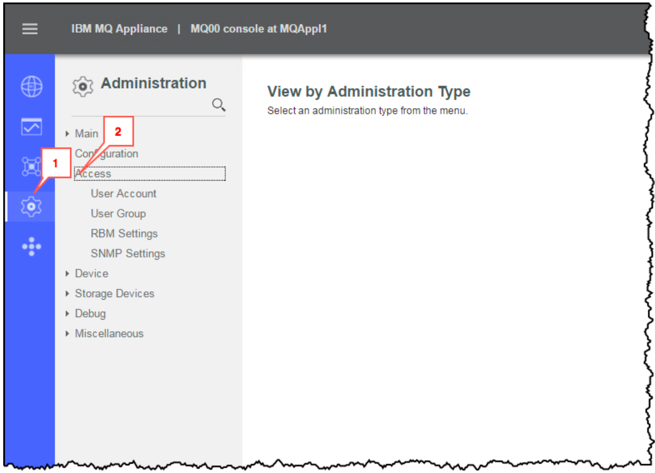 IBM MQ Appliance | MQ00 console at MQAppl1
Administration
View by Administration Type
Select an administration type from the menu.
Main
2
Configuration
1
Access
User Account
User Group
RBM Settings
SNMP Settings
Device
Storage Devices
Debug
Miscellaneous